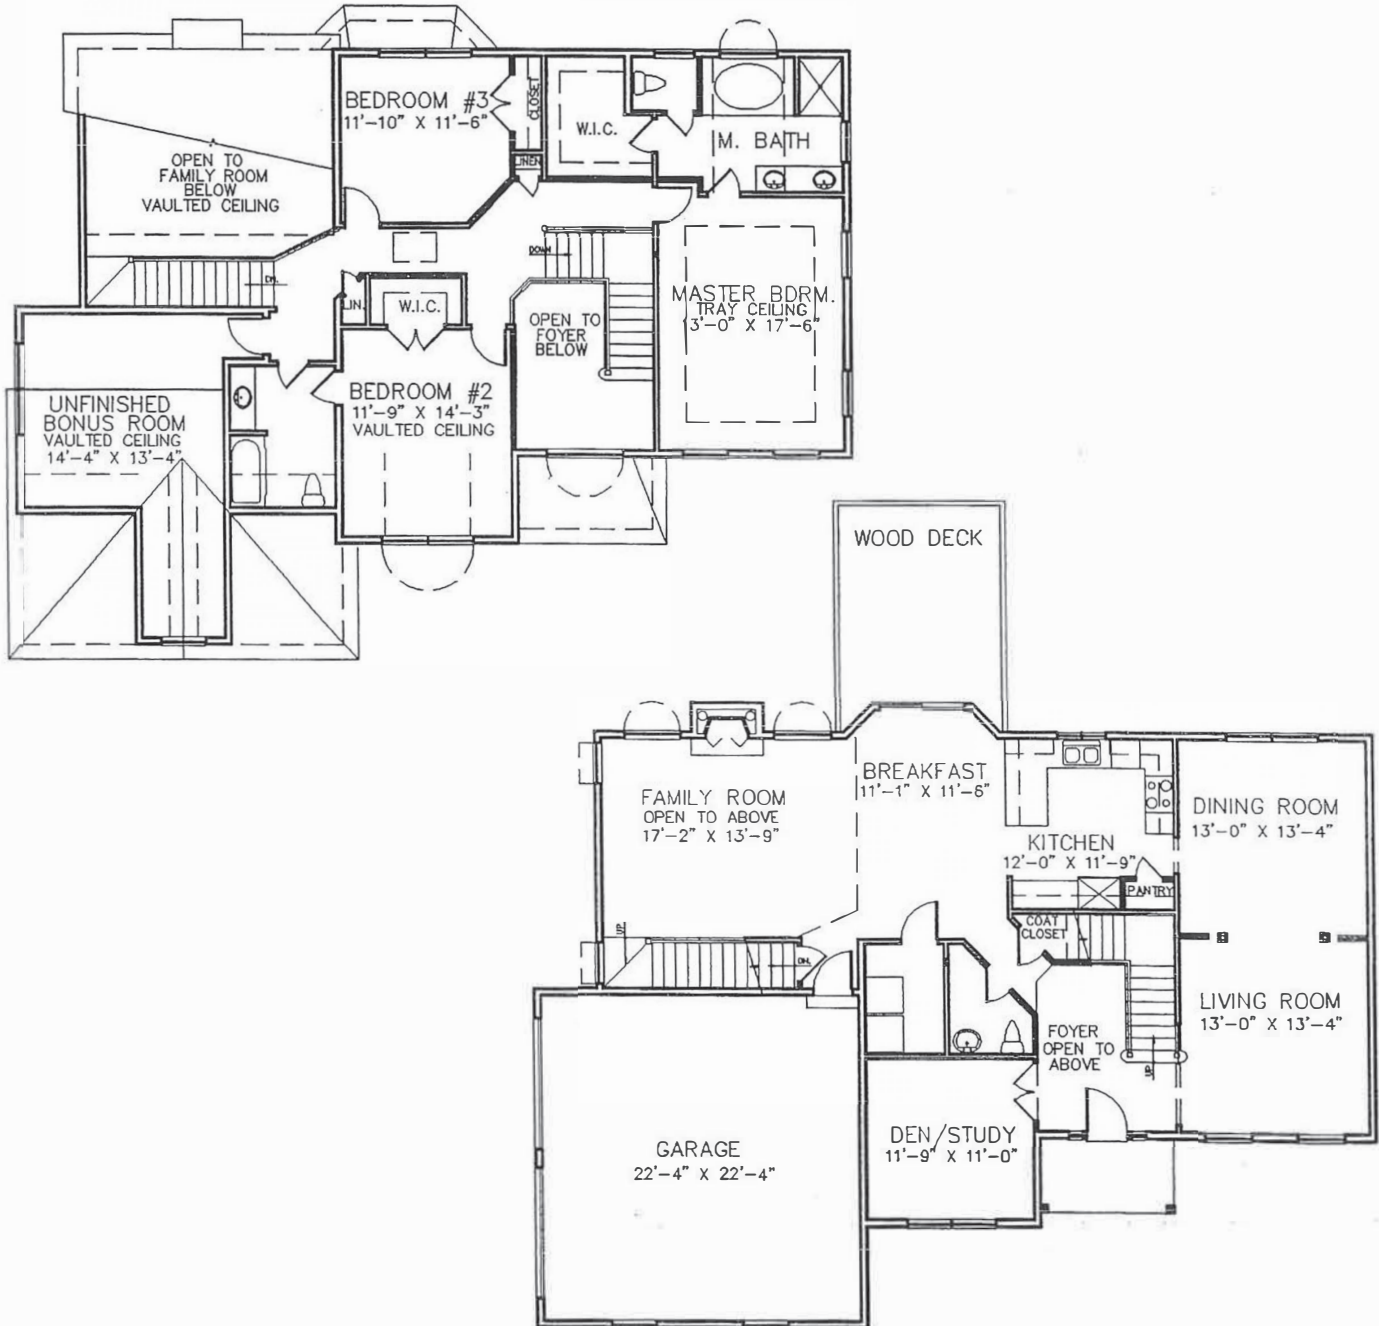 BEDROOM #3
11'-10" X 11'-6"
CLOSET
W.I.C.
M. BATH
LINEN
OPEN TO
FAMILY ROOM
BELOW
VAULTED CEILING
DN.
DOWN
LIN.
W.I.C.
OPEN TO
FOYER
BELOW
MASTER BDRM.
TRAY CEILING
13'-0" X 17'-6"
UNFINISHED
BONUS ROOM
VAULTED CEILING
14'-4" X 13'-4"
BEDROOM #2
11'-9" X 14'-3"
VAULTED CEILING
WOOD DECK
FAMILY ROOM
OPEN TO ABOVE
17'-2" X 13'-9"
BREAKFAST
11'-1" X 11'-6"
KITCHEN
12'-0" X 11'-9"
PANTRY
DINING ROOM
13'-0" X 13'-4"
COAT
CLOSET
UP
DN.
LIVING ROOM
13'-0" X 13'-4"
FOYER
OPEN TO
ABOVE
UP
GARAGE
22'-4" X 22'-4"
DEN/STUDY
11'-9" X 11'-0"